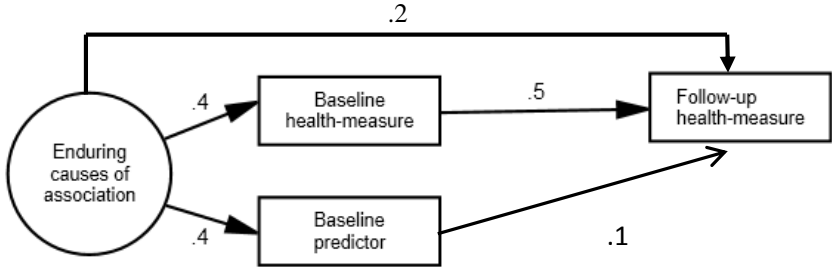 .2
.4
Baseline
health-measure
.5
Follow-up
health-measure
Enduring
causes of
association
.4
Baseline
predictor
.1